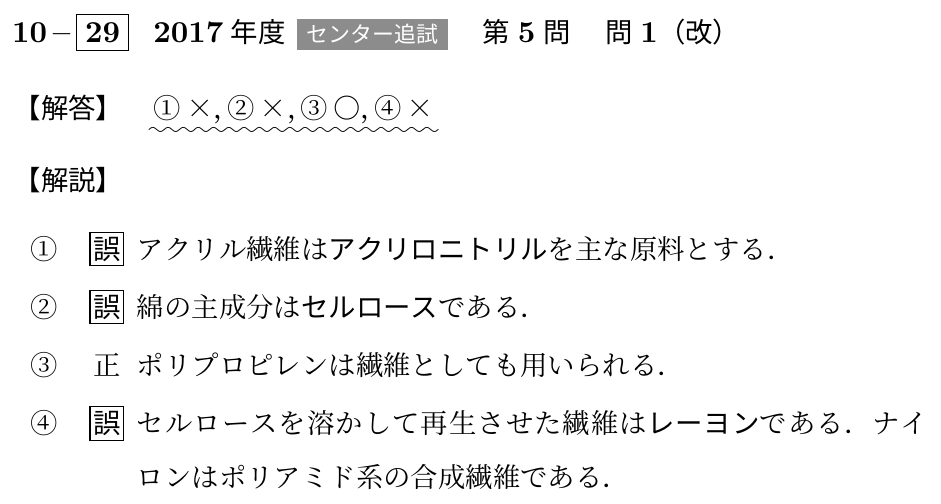 10-29 2017年度 センター追試 第5問 問1（改）
【解答】 ①×,②×,③○,④×
【解説】
① 誤 アクリル繊維はアクリロニトリルを主な原料とする．
② 誤 綿の主成分はセルロースである．
③ 正 ポリプロピレンは繊維としても用いられる．
④ 誤 セルロースを溶かして再生させた繊維はレーヨンである．ナイ
ロンはポリアミド系の合成繊維である．